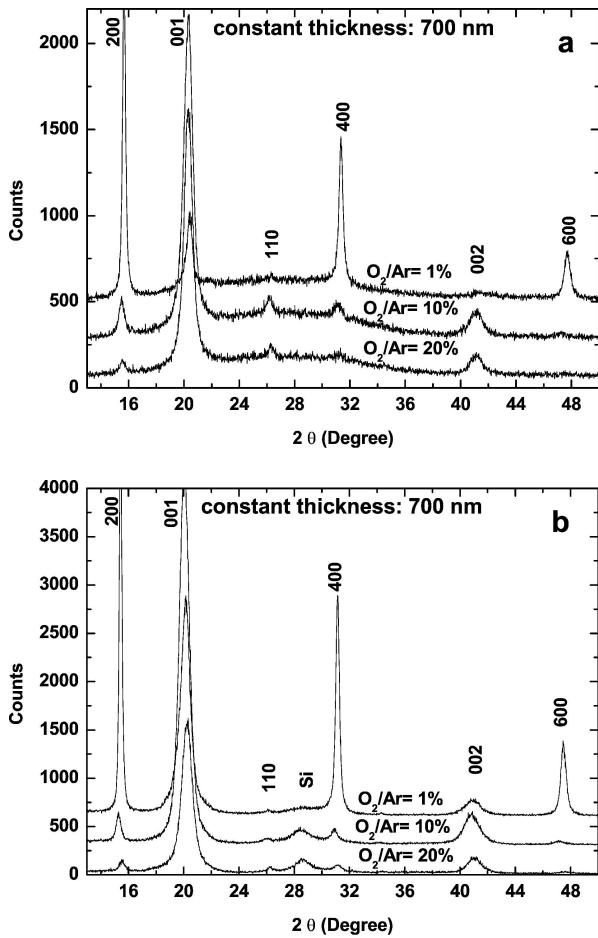 constant thickness: 700 nm
a
200
001
110
400
002
600
O2/Ar= 1%
O2/Ar= 10%
O2/Ar= 20%
2000
1500
1000
500
0
Counts
16 20 24 28 32 36 40 44 48
2 θ (Degree)
constant thickness: 700 nm
b
200
001
110
Si
400
002
600
O2/Ar= 1%
O2/Ar= 10%
O2/Ar= 20%
4000
3500
3000
2500
2000
1500
1000
500
0
Counts
16 20 24 28 32 36 40 44 48
2 θ (Degree)